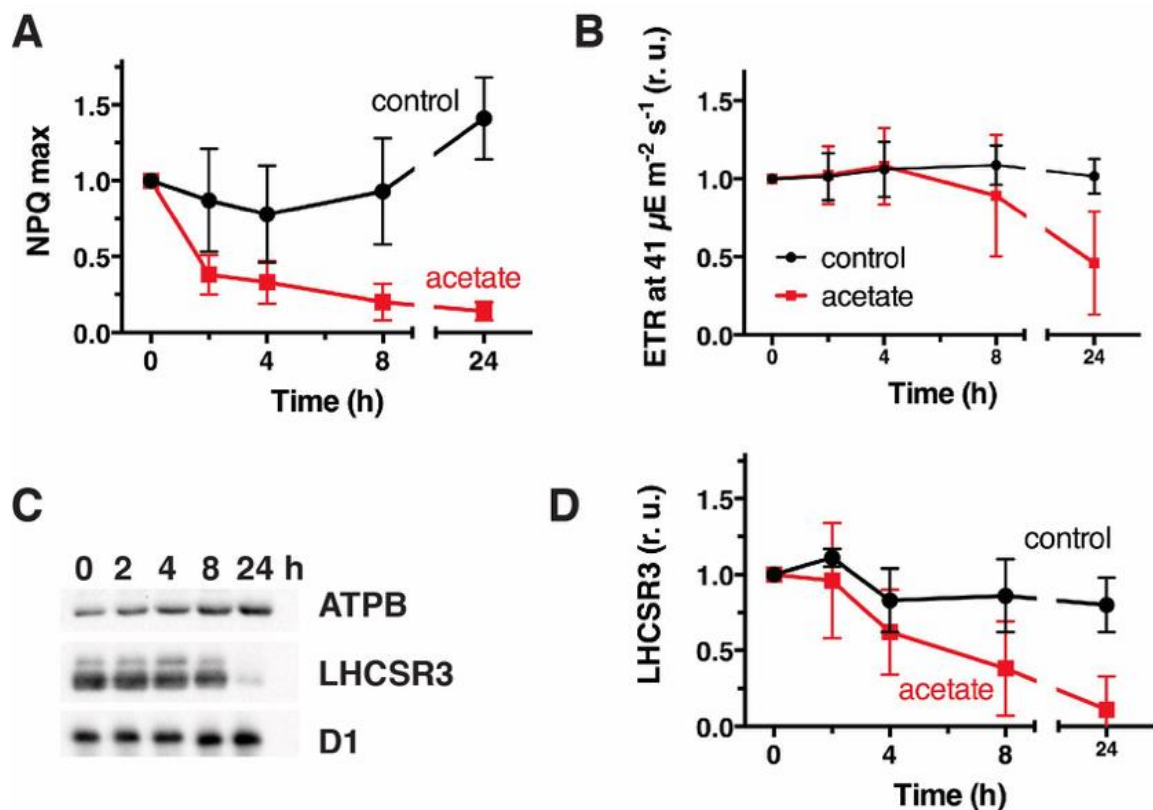 A
NPQ max
1.5
1.0
0.5
0.0
control
acetate
0 4 8 24
Time (h)
B
ETR at 41 µE m⁻² s⁻¹ (r. u.)
1.5
1.0
0.5
0.0
control
acetate
0 4 8 24
Time (h)
C
0 2 4 8 24 h
ATPB
LHCSR3
D1
D
LHCSR3 (r. u.)
1.5
1.0
0.5
0.0
control
acetate
0 4 8 24
Time (h)